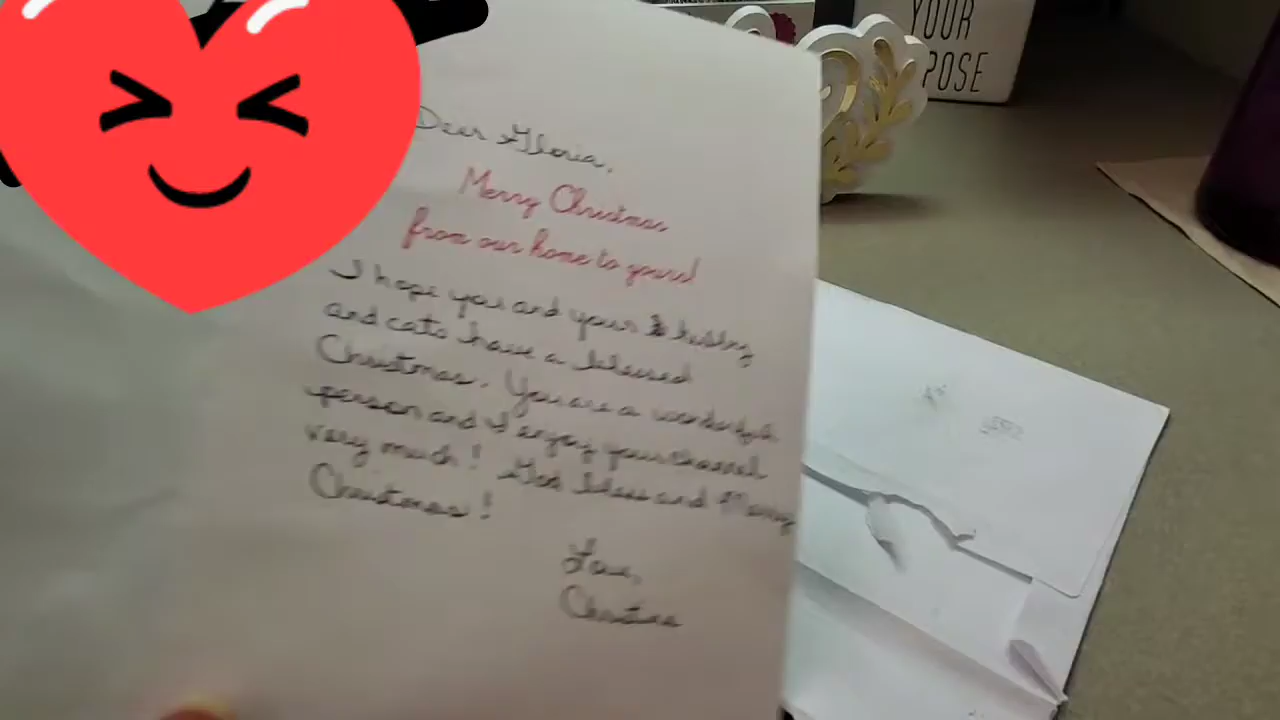 YOUR
POSE
Dear Gloria,
Merry Christmas
from our home to yours!
I hope you and your hubby
and cats have a blessed
Christmas. You are a wonderful
person and I enjoy your channel
very much! God bless and Merry
Christmas!
Love,
Christine